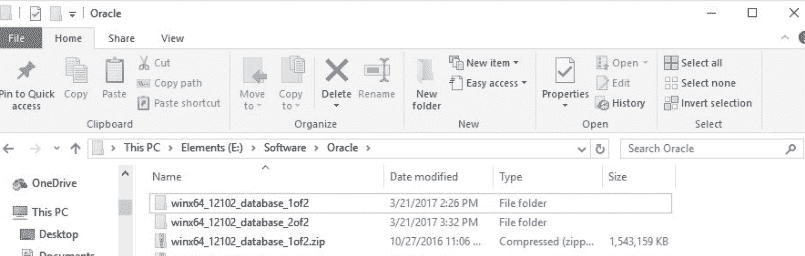 Oracle
File Home Share View
Pin to Quick access
Copy
Paste
Cut
Copy path
Paste shortcut
Clipboard
Move to
Copy to
Delete
Rename
Organize
New folder
New item
Easy access
New
Properties
Open
Edit
History
Open
Select all
Select none
Invert selection
Select
This PC > Elements (E:) > Software > Oracle >
Search Oracle
OneDrive
This PC
Desktop
Documents
Name Date modified Type Size
winx64_12102_database_1of2 3/21/2017 2:26 PM File folder
winx64_12102_database_2of2 3/21/2017 3:32 PM File folder
winx64_12102_database_1of2.zip 10/27/2016 11:06 ... Compressed (zipp... 1,543,159 KB